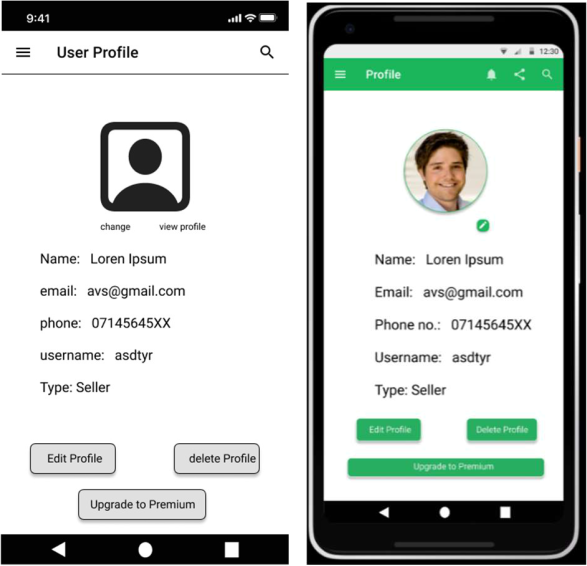 9:41
User Profile
change view profile
Name: Loren Ipsum
email: avs@gmail.com
phone: 07145645XX
username: asdtyr
Type: Seller
Edit Profile delete Profile
Upgrade to Premium
12:30
Profile
Name: Loren Ipsum
Email: avs@gmail.com
Phone no.: 07145645XX
Username: asdtyr
Type: Seller
Edit Profile Delete Profile
Upgrade to Premium